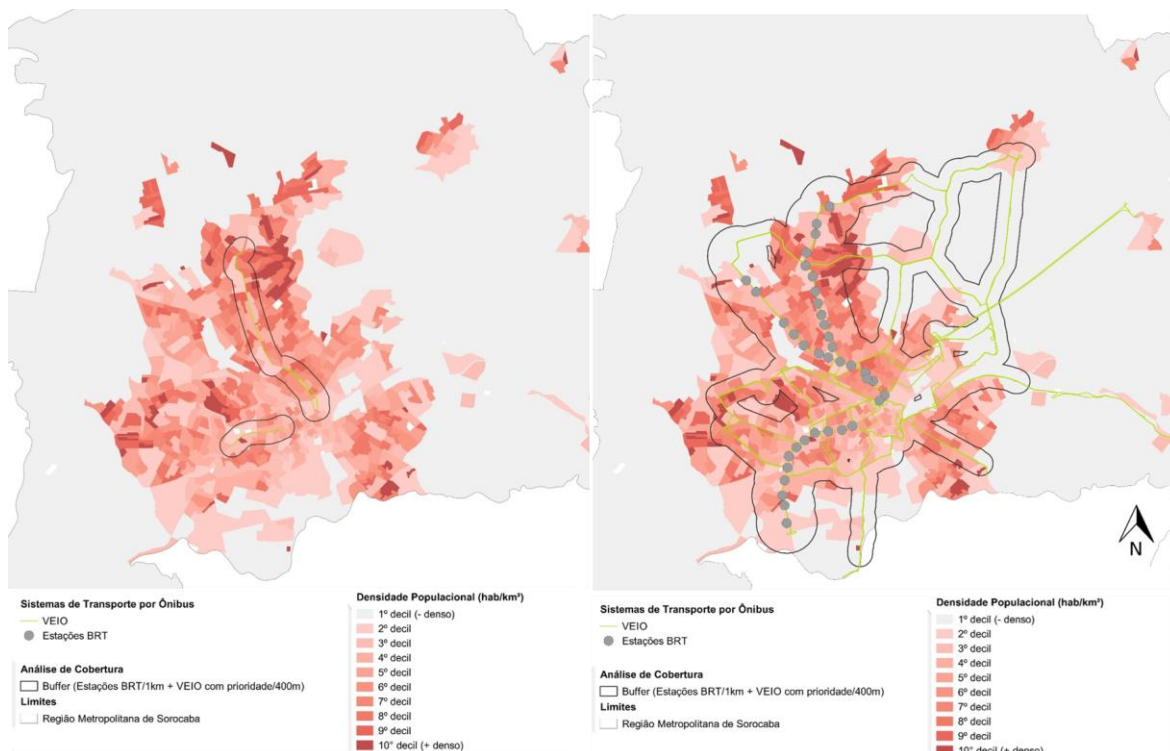 N
Sistemas de Transporte por Ônibus
VEIO
Estações BRT
Análise de Cobertura
Buffer (Estações BRT/1km + VEIO com prioridade/400m)
Limites
Região Metropolitana de Sorocaba
Densidade Populacional (hab/km²)
1º decil (- denso)
2º decil
3º decil
4º decil
5º decil
6º decil
7º decil
8º decil
9º decil
10° decil (+ denso)
Sistemas de Transporte por Ônibus
VEIO
Estações BRT
Análise de Cobertura
Buffer (Estações BRT/1km + VEIO com prioridade/400m)
Limites
Região Metropolitana de Sorocaba
Densidade Populacional (hab/km²)
1º decil (- denso)
2º decil
3º decil
4º decil
5º decil
6º decil
7º decil
8º decil
9º decil
10° decil (+ denso)